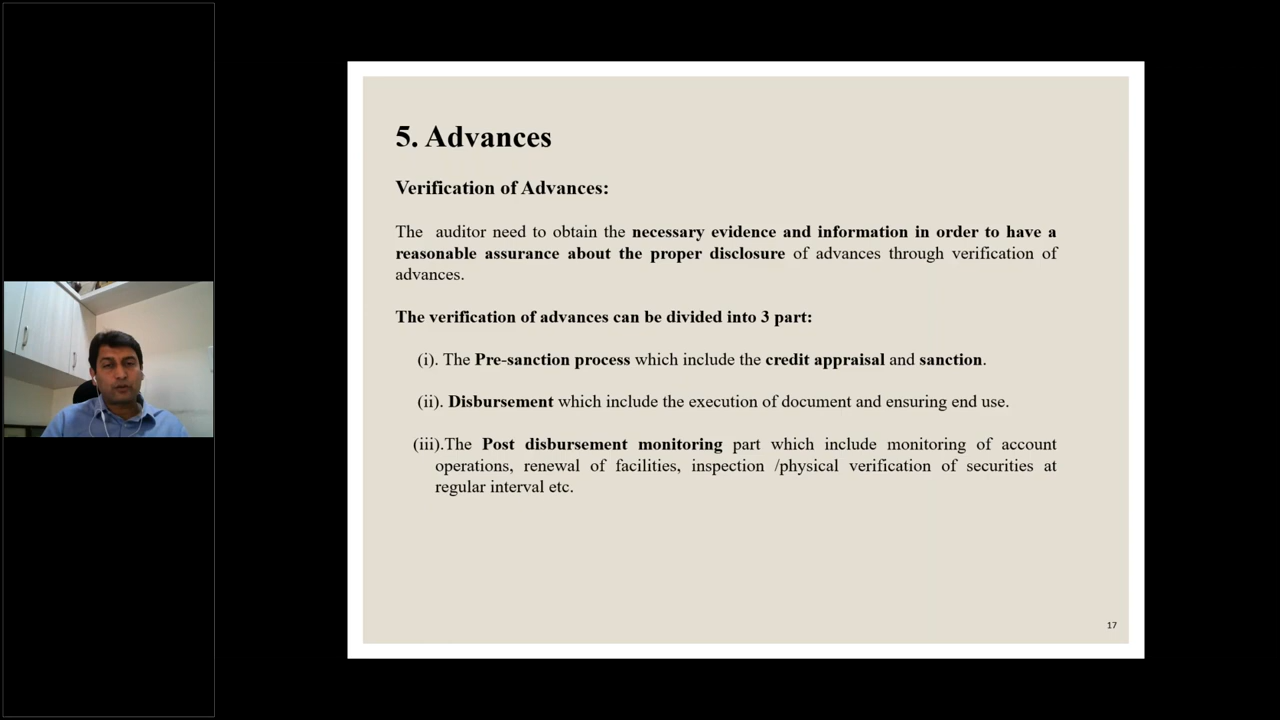 5. Advances
Verification of Advances:
The auditor need to obtain the necessary evidence and information in order to have a
reasonable assurance about the proper disclosure of advances through verification of
advances.
The verification of advances can be divided into 3 part:
(i). The Pre-sanction process which include the credit appraisal and sanction.
(ii). Disbursement which include the execution of document and ensuring end use.
(iii).The Post disbursement monitoring part which include monitoring of account
operations, renewal of facilities, inspection /physical verification of securities at
regular interval etc.
17